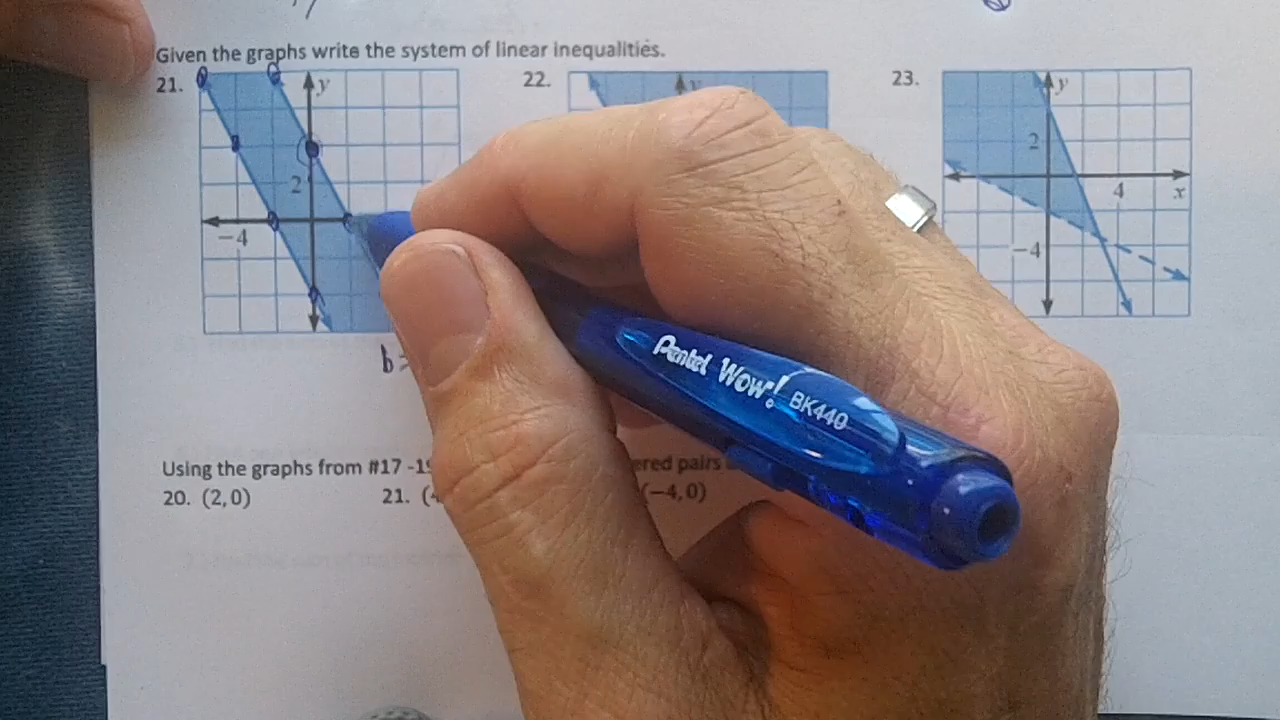 Given the graphs write the system of linear inequalities.
21. 22. 23.
y y y
2 2
-4 4 x
-4
b=
Pentel Wow! BK440
Using the graphs from #17 -19 pairs
20. (2,0) 21. ( (-4,0)